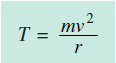 T = mv²/r